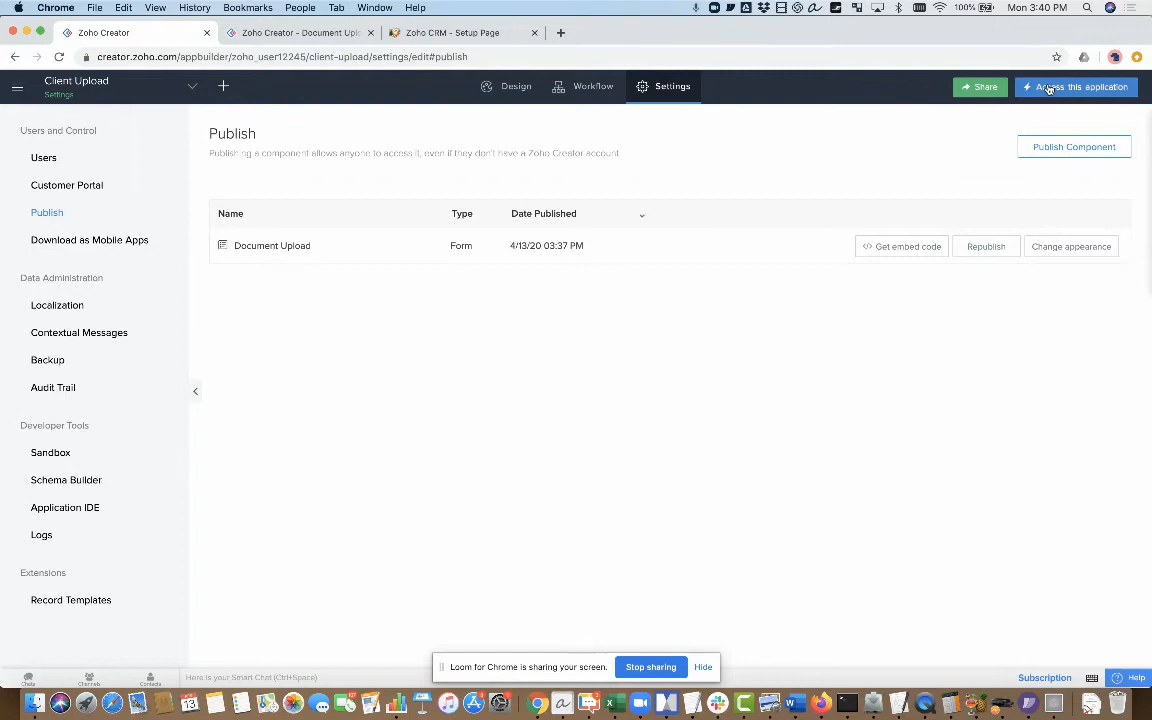 Chrome File Edit View History Bookmarks People Tab Window Help 100% Mon 3:40 PM
Zoho Creator Zoho Creator - Document Uplo Zoho CRM - Setup Page
creator.zoho.com/appbuilder/zoho_user12245/client-upload/settings/edit#publish
Client Upload
Settings
Design Workflow Settings Share Access this application
Users and Control
Users
Customer Portal
Publish
Download as Mobile Apps
Data Administration
Localization
Contextual Messages
Backup
Audit Trail
Developer Tools
Sandbox
Schema Builder
Application IDE
Logs
Extensions
Record Templates
Publish
Publishing a component allows anyone to access it, even if they don't have a Zoho Creator account.
Publish Component
Name Type Date Published
Document Upload Form 4/13/20 03:37 PM Get embed code Republish Change appearance
Loom for Chrome is sharing your screen. Stop sharing Hide
Chats Channels Contacts Here is your Smart Chat (Ctrl+Space) Subscription Help
13